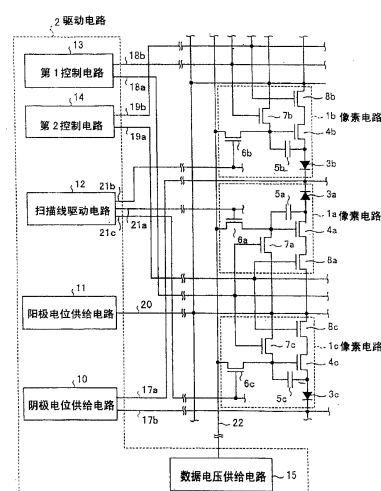 2 驱动电路
13
第1控制电路
18b
18a
14
第2控制电路
19b
19a
12
扫描线驱动电路
21b
21a
21c
11
阳极电位供给电路
20
10
阴极电位供给电路
17a
17b
22
数据电压供给电路
15
8b
1b
像素电路
7b
4b
6b
5b
3b
3a
5a
1a
像素电路
4a
6a
7a
8a
8c
7c
1c
像素电路
4c
6c
5c
3c